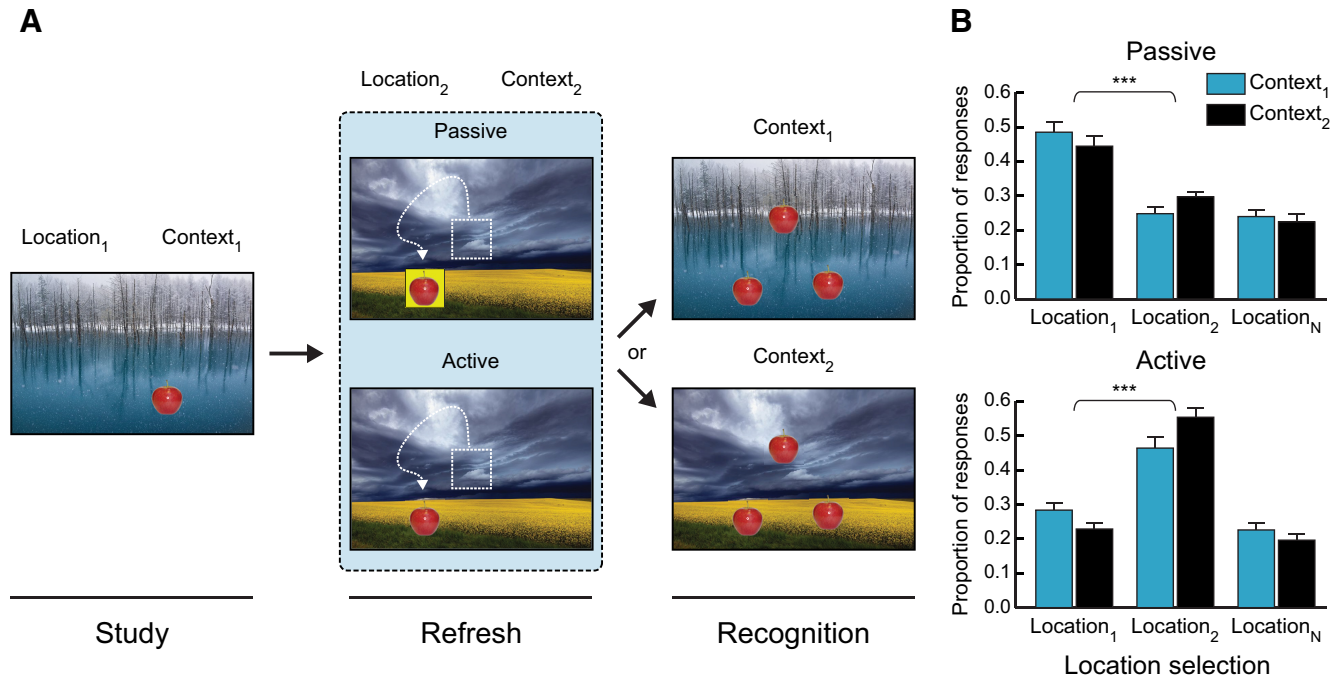 A
Location1 Context1
Study
Location2 Context2
Passive
Active
Refresh
or
Context1
Context2
Recognition
B
Passive
***
Context1
Context2
Proportion of responses
0.6
0.5
0.4
0.3
0.2
0.1
0.0
Location1 Location2 LocationN
Active
***
Proportion of responses
0.6
0.5
0.4
0.3
0.2
0.1
0.0
Location1 Location2 LocationN
Location selection